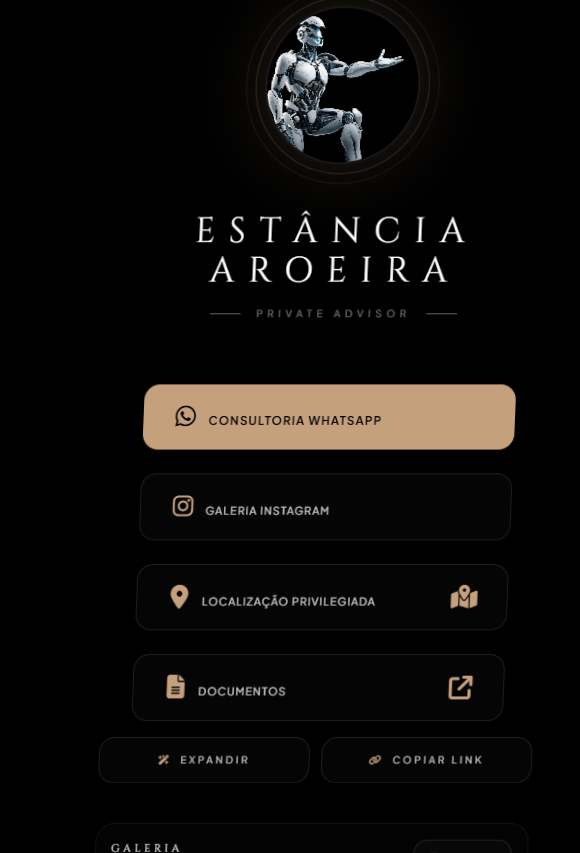 ESTÂNCIA
AROEIRA
PRIVATE ADVISOR
CONSULTORIA WHATSAPP
GALERIA INSTAGRAM
LOCALIZAÇÃO PRIVILEGIADA
DOCUMENTOS
EXPANDIR
COPIAR LINK
GALERIA